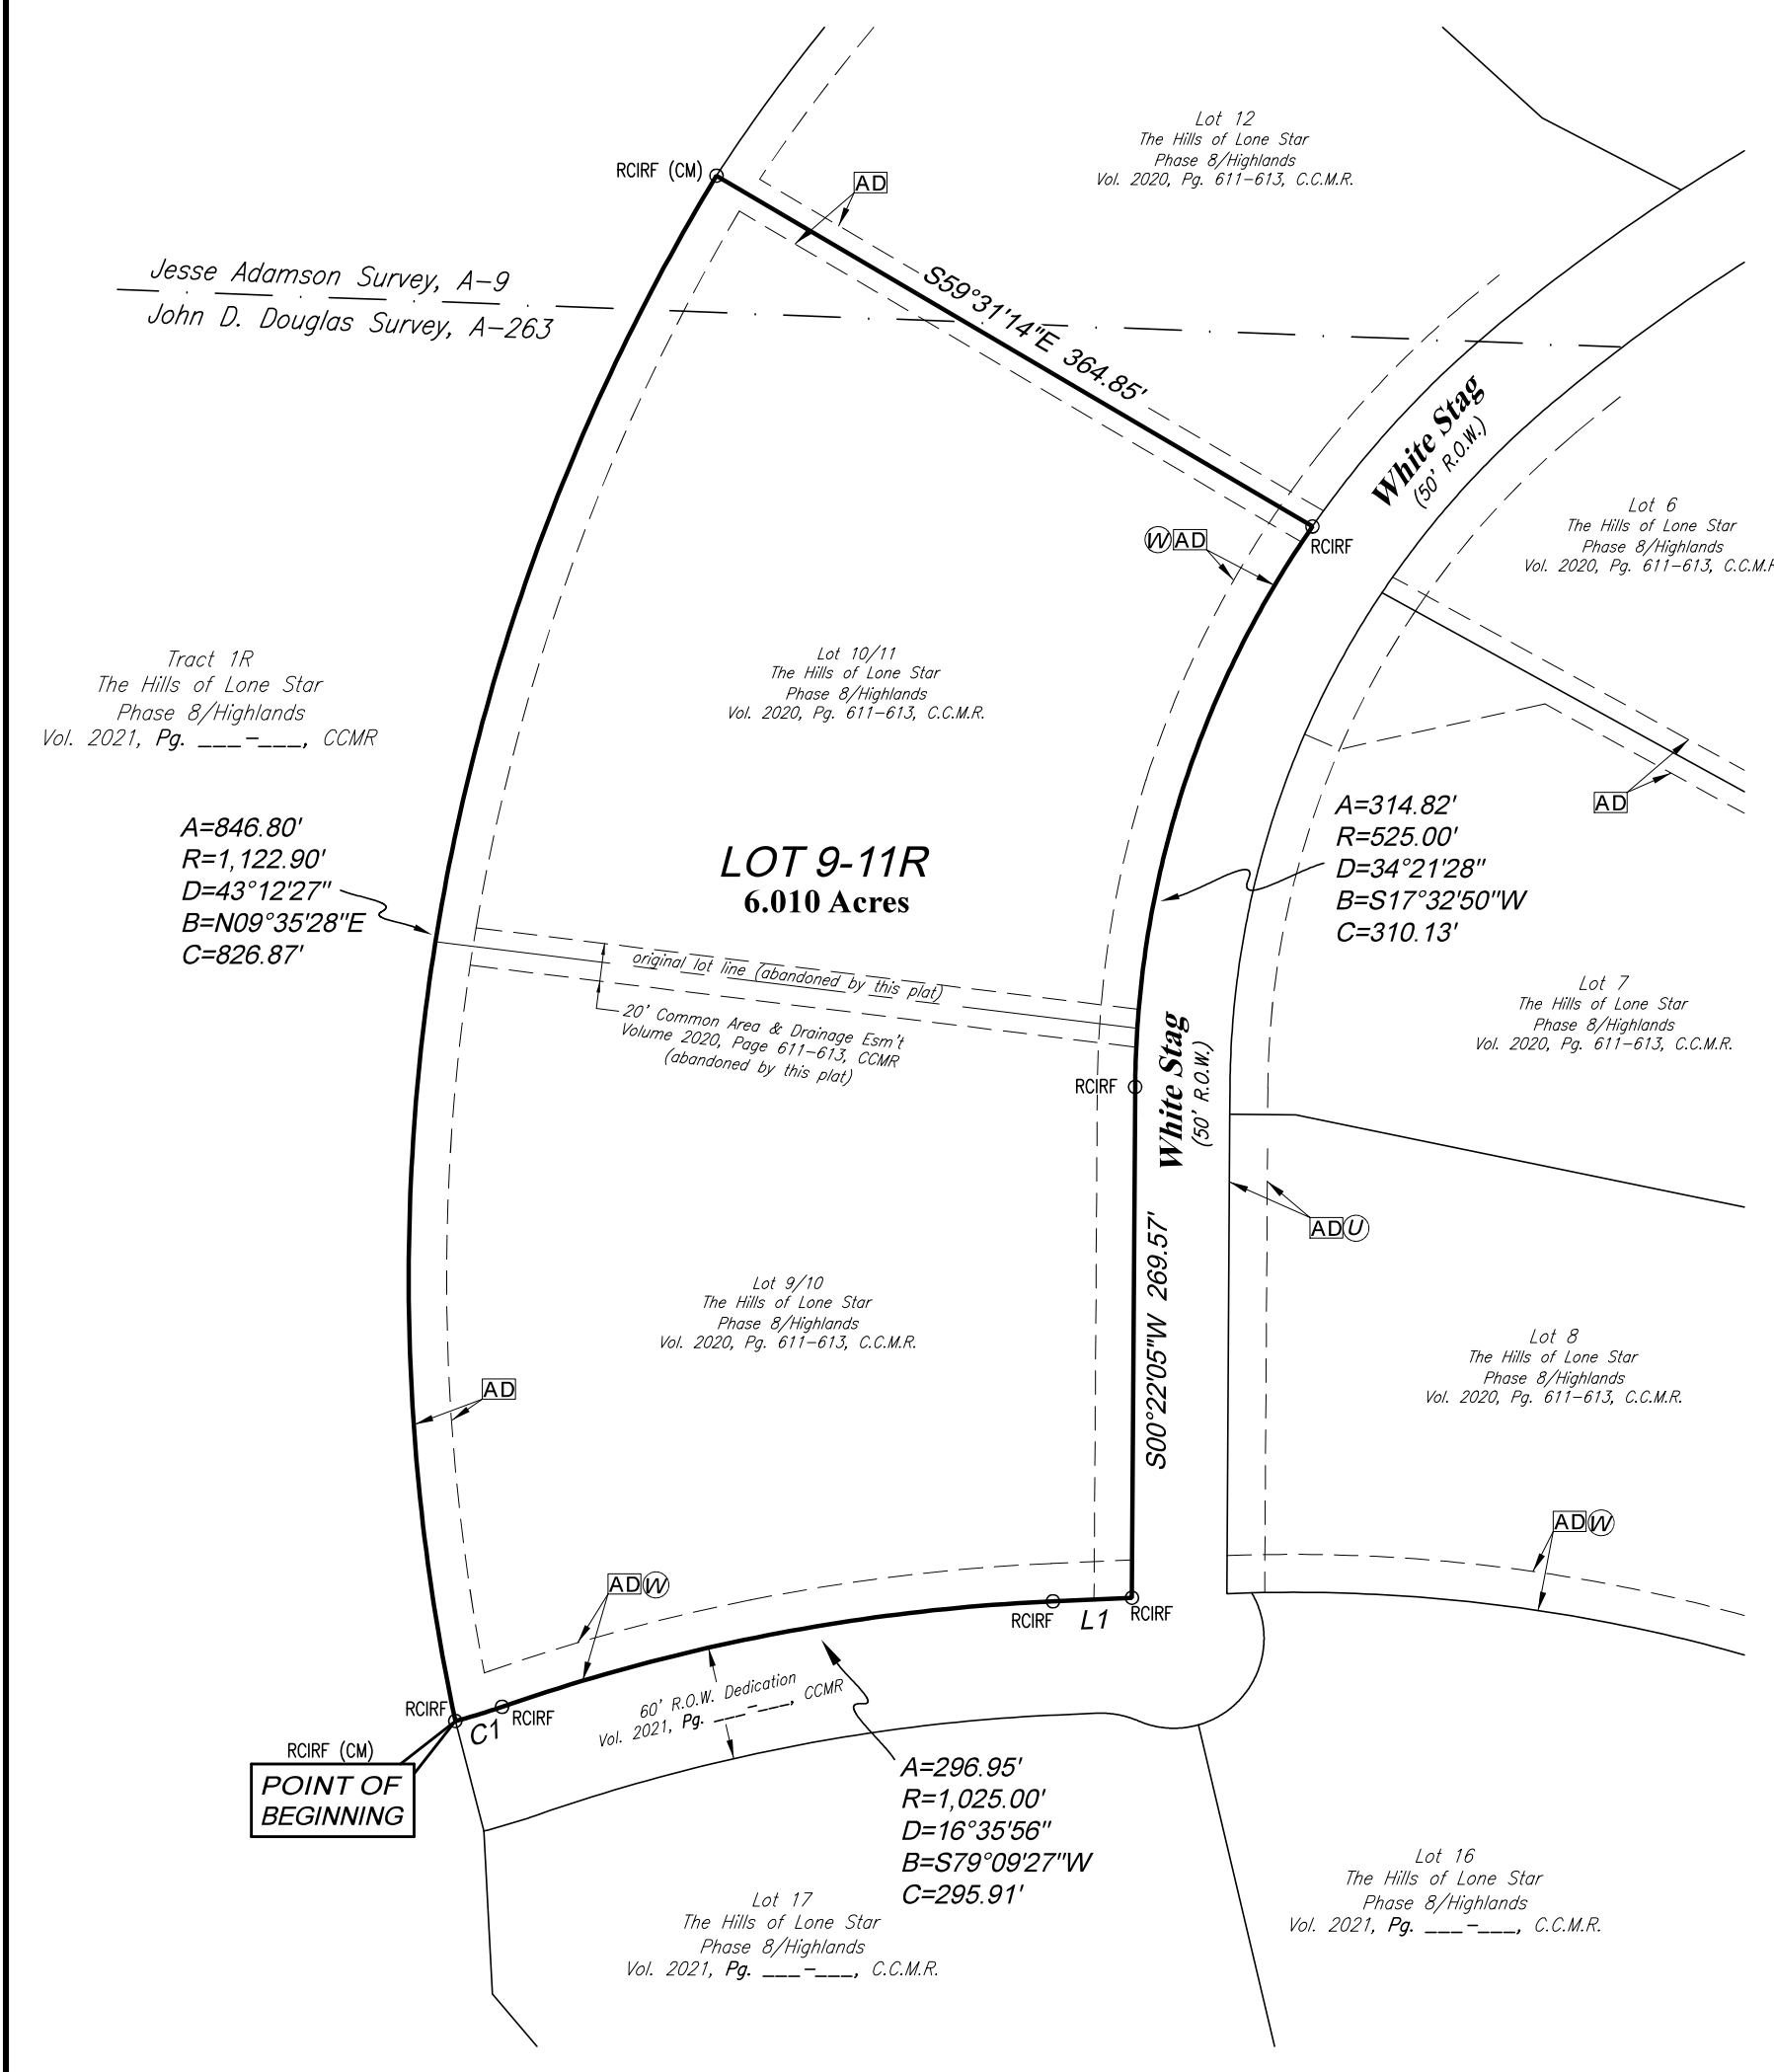 Lot 12
The Hills of Lone Star
Phase 8/Highlands
Vol. 2020, Pg. 611-613, C.C.M.R.
RCIRF (CM)
AD
Jesse Adamson Survey, A-9
John D. Douglas Survey, A-263
S59°31'14"E 364.85'
White Stag
(50' R.O.W.)
Lot 6
The Hills of Lone Star
Phase 8/Highlands
Vol. 2020, Pg. 611-613, C.C.M.R
W AD
RCIRF
Tract 1R
The Hills of Lone Star
Phase 8/Highlands
Vol. 2021, Pg. ___-___, CCMR
Lot 10/11
The Hills of Lone Star
Phase 8/Highlands
Vol. 2020, Pg. 611-613, C.C.M.R.
AD
A=846.80'
R=1,122.90'
D=43°12'27"
B=N09°35'28"E
C=826.87'
LOT 9-11R
6.010 Acres
A=314.82'
R=525.00'
D=34°21'28"
B=S17°32'50"W
C=310.13'
original lot line (abandoned by this plat)
20' Common Area & Drainage Esm't
Volume 2020, Page 611-613, CCMR
(abandoned by this plat)
Lot 7
The Hills of Lone Star
Phase 8/Highlands
Vol. 2020, Pg. 611-613, C.C.M.R.
RCIRF
White Stag
(50' R.O.W.)
AD U
S00°22'05"W 269.57'
Lot 9/10
The Hills of Lone Star
Phase 8/Highlands
Vol. 2020, Pg. 611-613, C.C.M.R.
Lot 8
The Hills of Lone Star
Phase 8/Highlands
Vol. 2020, Pg. 611-613, C.C.M.R.
AD
AD W
AD W
RCIRF
L1
RCIRF
RCIRF
C1
RCIRF
60' R.O.W. Dedication
Vol. 2021, Pg. ___-___, CCMR
RCIRF (CM)
POINT OF
BEGINNING
A=296.95'
R=1,025.00'
D=16°35'56"
B=S79°09'27"W
C=295.91'
Lot 17
The Hills of Lone Star
Phase 8/Highlands
Vol. 2021, Pg. ___-___, C.C.M.R.
Lot 16
The Hills of Lone Star
Phase 8/Highlands
Vol. 2021, Pg. ___-___, C.C.M.R.